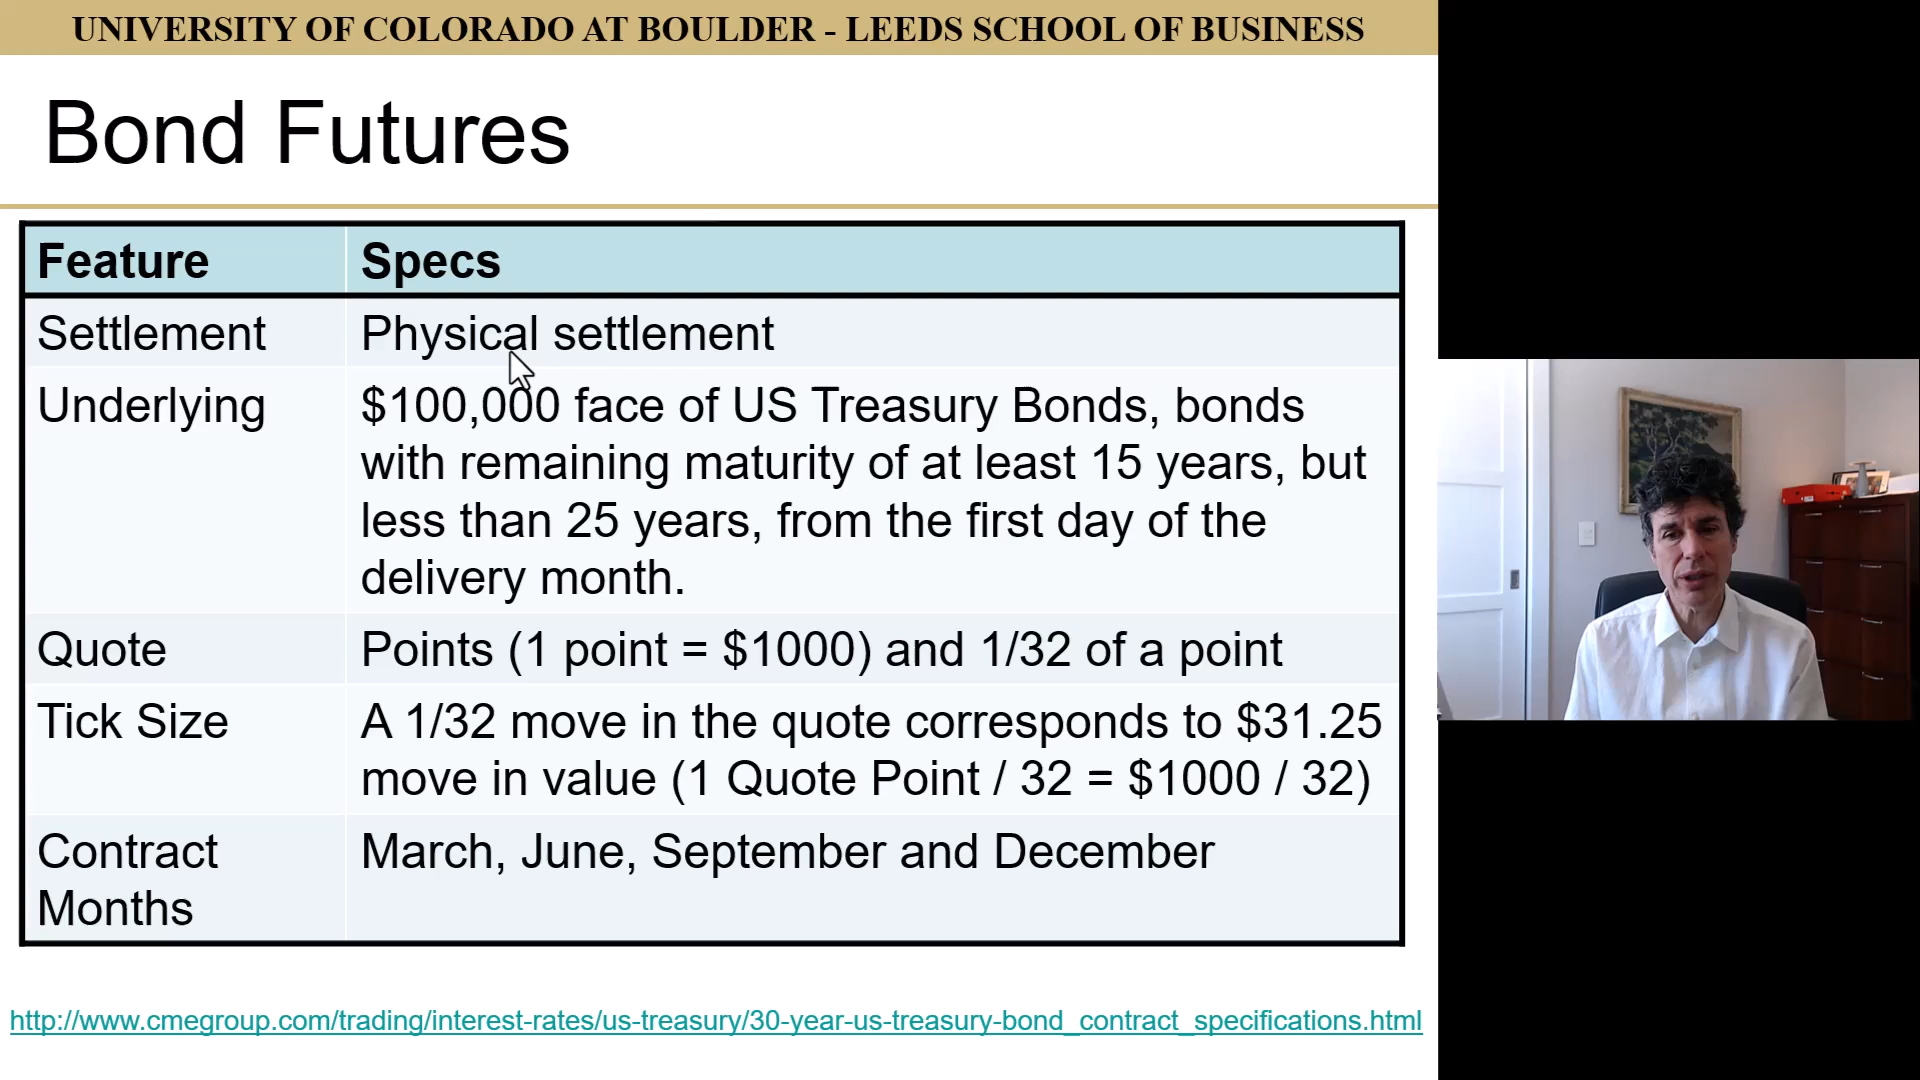 UNIVERSITY OF COLORADO AT BOULDER - LEEDS SCHOOL OF BUSINESS
Bond Futures
Feature Specs
Settlement Physical settlement
Underlying $100,000 face of US Treasury Bonds, bonds
with remaining maturity of at least 15 years, but
less than 25 years, from the first day of the
delivery month.
Quote Points (1 point = $1000) and 1/32 of a point
Tick Size A 1/32 move in the quote corresponds to $31.25
move in value (1 Quote Point / 32 = $1000 / 32)
Contract March, June, September and December
Months
http://www.cmegroup.com/trading/interest-rates/us-treasury/30-year-us-treasury-bond_contract_specifications.html